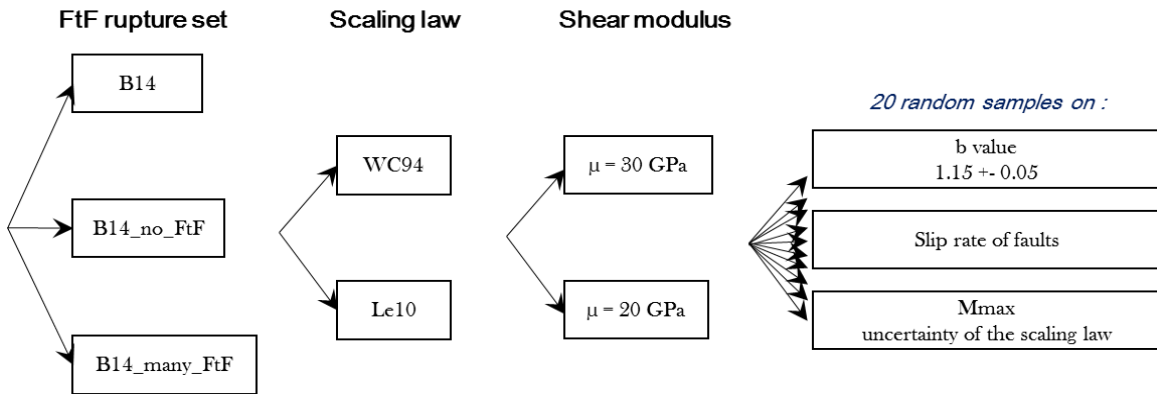 FtF rupture set
Scaling law
Shear modulus
B14
20 random samples on :
b value
1.15 +- 0.05
WC94
μ = 30 GPa
B14_no_FtF
Slip rate of faults
Le10
μ = 20 GPa
Mmax
uncertainty of the scaling law
B14_many_FtF